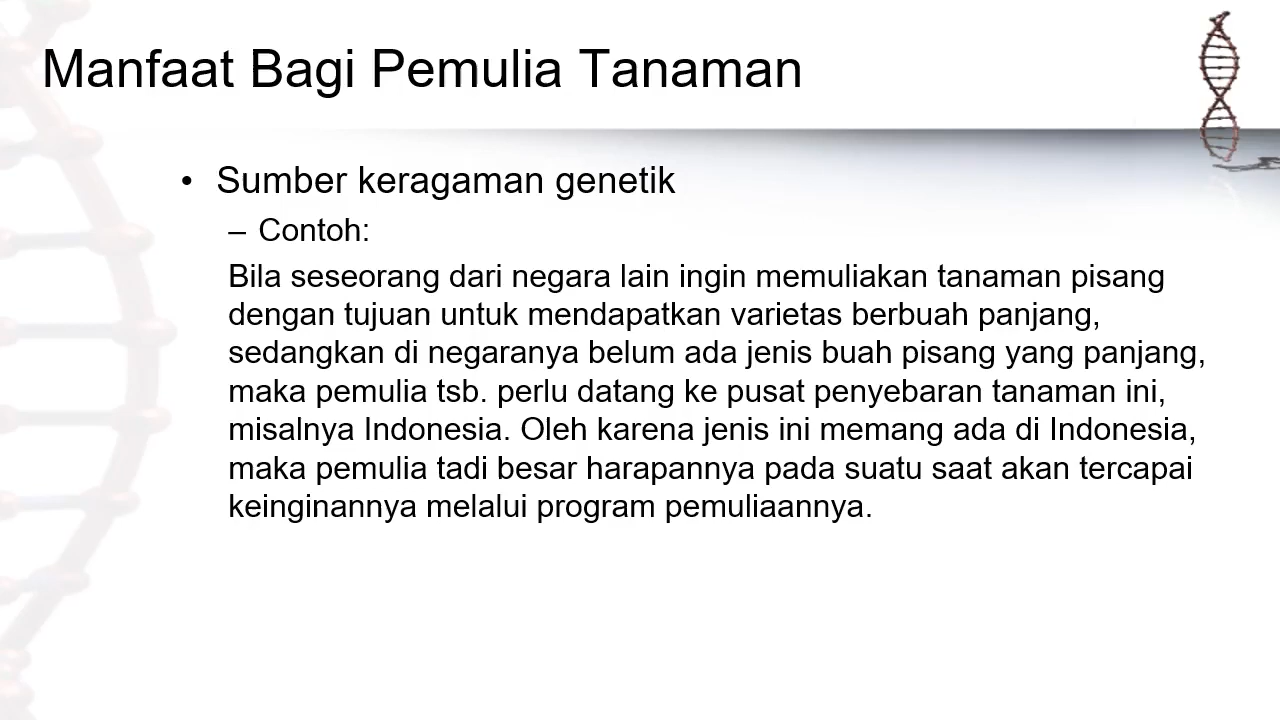 Manfaat Bagi Pemulia Tanaman
• Sumber keragaman genetik
– Contoh:
Bila seseorang dari negara lain ingin memuliakan tanaman pisang
dengan tujuan untuk mendapatkan varietas berbuah panjang,
sedangkan di negaranya belum ada jenis buah pisang yang panjang,
maka pemulia tsb. perlu datang ke pusat penyebaran tanaman ini,
misalnya Indonesia. Oleh karena jenis ini memang ada di Indonesia,
maka pemulia tadi besar harapannya pada suatu saat akan tercapai
keinginannya melalui program pemuliaannya.